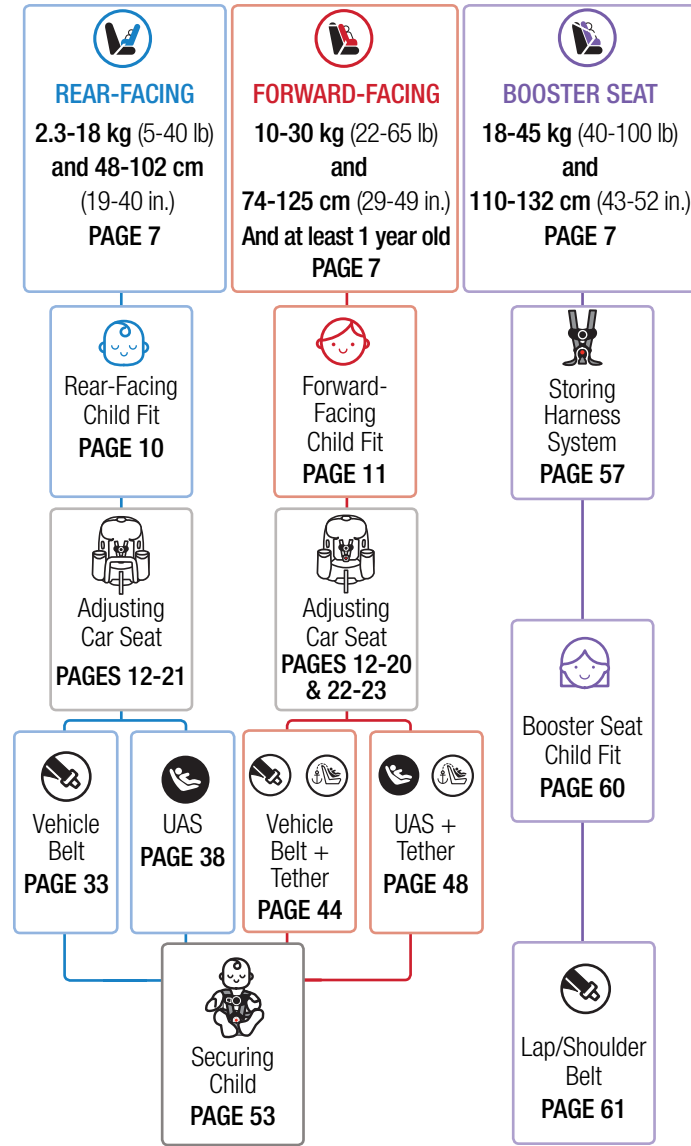 REAR-FACING
2.3-18 kg (5-40 lb)
and 48-102 cm
(19-40 in.)
PAGE 7
FORWARD-FACING
10-30 kg (22-65 lb)
and
74-125 cm (29-49 in.)
And at least 1 year old
PAGE 7
BOOSTER SEAT
18-45 kg (40-100 lb)
and
110-132 cm (43-52 in.)
PAGE 7
Rear-Facing
Child Fit
PAGE 10
Forward-
Facing
Child Fit
PAGE 11
Storing
Harness
System
PAGE 57
Adjusting
Car Seat
PAGES 12-21
Adjusting
Car Seat
PAGES 12-20
& 22-23
Booster Seat
Child Fit
PAGE 60
Vehicle
Belt
PAGE 33
UAS
PAGE 38
Vehicle
Belt +
Tether
PAGE 44
UAS +
Tether
PAGE 48
Securing
Child
PAGE 53
Lap/Shoulder
Belt
PAGE 61